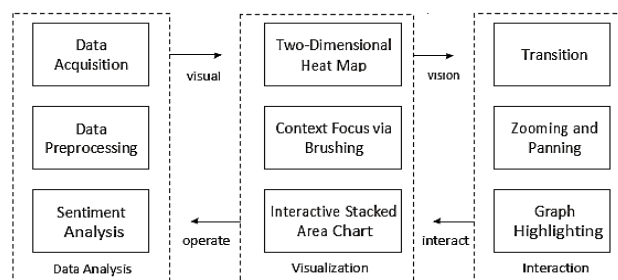 Data
Acquisition
Data
Preprocessing
Sentiment
Analysis
Data Analysis
visual
operate
Two-Dimensional
Heat Map
Context Focus via
Brushing
Interactive Stacked
Area Chart
Visualization
vision
interact
Transition
Zooming and
Panning
Graph
Highlighting
Interaction